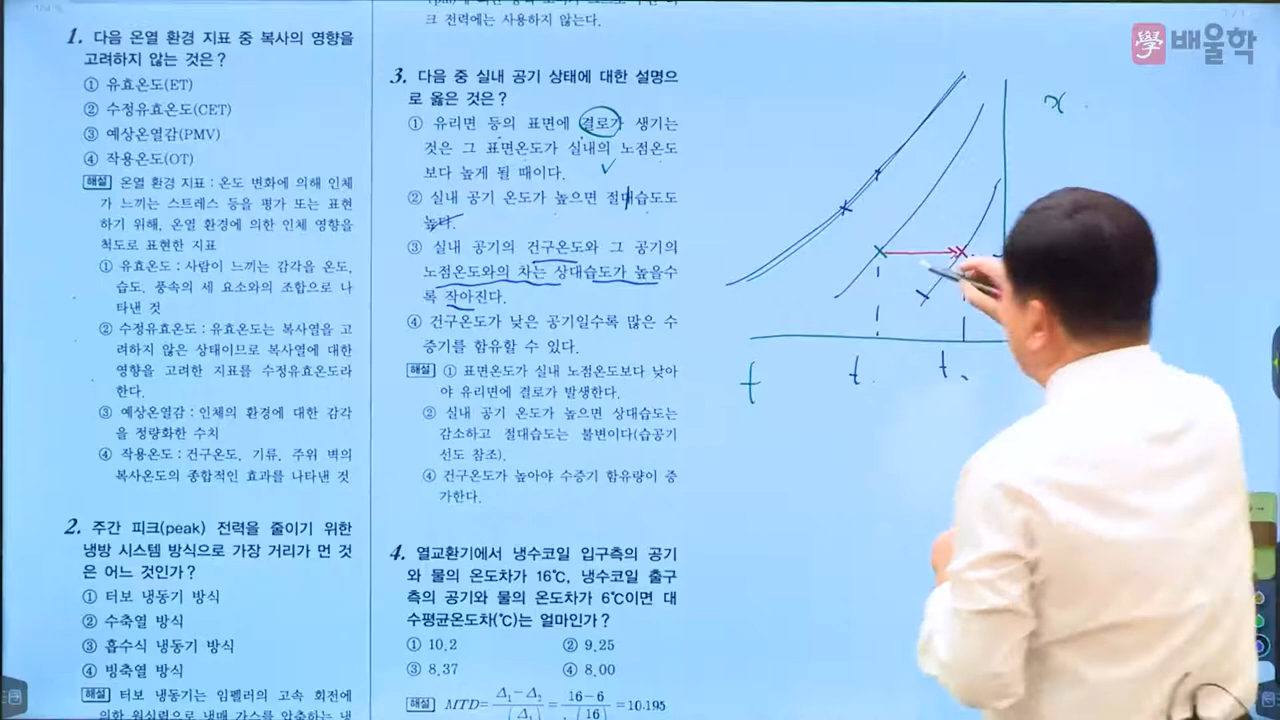 크 전력에는 사용하지 않는다.
學 배울학
1. 다음 온열 환경 지표 중 복사의 영향을
고려하지 않는 것은?
① 유효온도(ET)
② 수정유효온도(CET)
③ 예상온열감(PMV)
④ 작용온도(OT)
해설 온열 환경 지표 : 온도 변화에 의해 인체
가 느끼는 스트레스 등을 평가 또는 표현
하기 위해, 온열 환경에 의한 인체 영향을
척도로 표현한 지표
① 유효온도 : 사람이 느끼는 감각을 온도,
습도, 풍속의 세 요소와의 조합으로 나
타낸 것
② 수정유효온도 : 유효온도는 복사열을 고
려하지 않은 상태이므로 복사열에 대한
영향을 고려한 지표를 수정유효온도라
한다.
③ 예상온열감 : 인체의 환경에 대한 감각
을 정량화한 수치
④ 작용온도 : 건구온도, 기류, 주위 벽의
복사온도의 종합적인 효과를 나타낸 것
2. 주간 피크(peak) 전력을 줄이기 위한
냉방 시스템 방식으로 가장 거리가 먼 것
은 어느 것인가?
① 터보 냉동기 방식
② 수축열 방식
③ 흡수식 냉동기 방식
④ 빙축열 방식
해설 터보 냉동기는 임펠러의 고속 회전에
의한 원심력으로 냉매 가스를 압축하는 냉
3. 다음 중 실내 공기 상태에 대한 설명으
로 옳은 것은?
① 유리면 등의 표면에 결로가 생기는
것은 그 표면온도가 실내의 노점온도
보다 높게 될 때이다.
② 실내 공기 온도가 높으면 절대습도도
높다.
③ 실내 공기의 건구온도와 그 공기의
노점온도와의 차는 상대습도가 높을수
록 작아진다.
④ 건구온도가 낮은 공기일수록 많은 수
증기를 함유할 수 있다.
해설 ① 표면온도가 실내 노점온도보다 낮아
야 유리면에 결로가 발생한다.
② 실내 공기 온도가 높으면 상대습도는
감소하고 절대습도는 불변이다(습공기
선도 참조).
④ 건구온도가 높아야 수증기 함유량이 증
가한다.
4. 열교환기에서 냉수코일 입구측의 공기
와 물의 온도차가 16℃, 냉수코일 출구
측의 공기와 물의 온도차가 6℃이면 대
수평균온도차(℃)는 얼마인가?
① 10.2 ② 9.25
③ 8.37 ④ 8.00
해설 MTD= Δ₁-Δ₂ / (Δ₁) = 16-6 / (16) =10.195
x
t t t